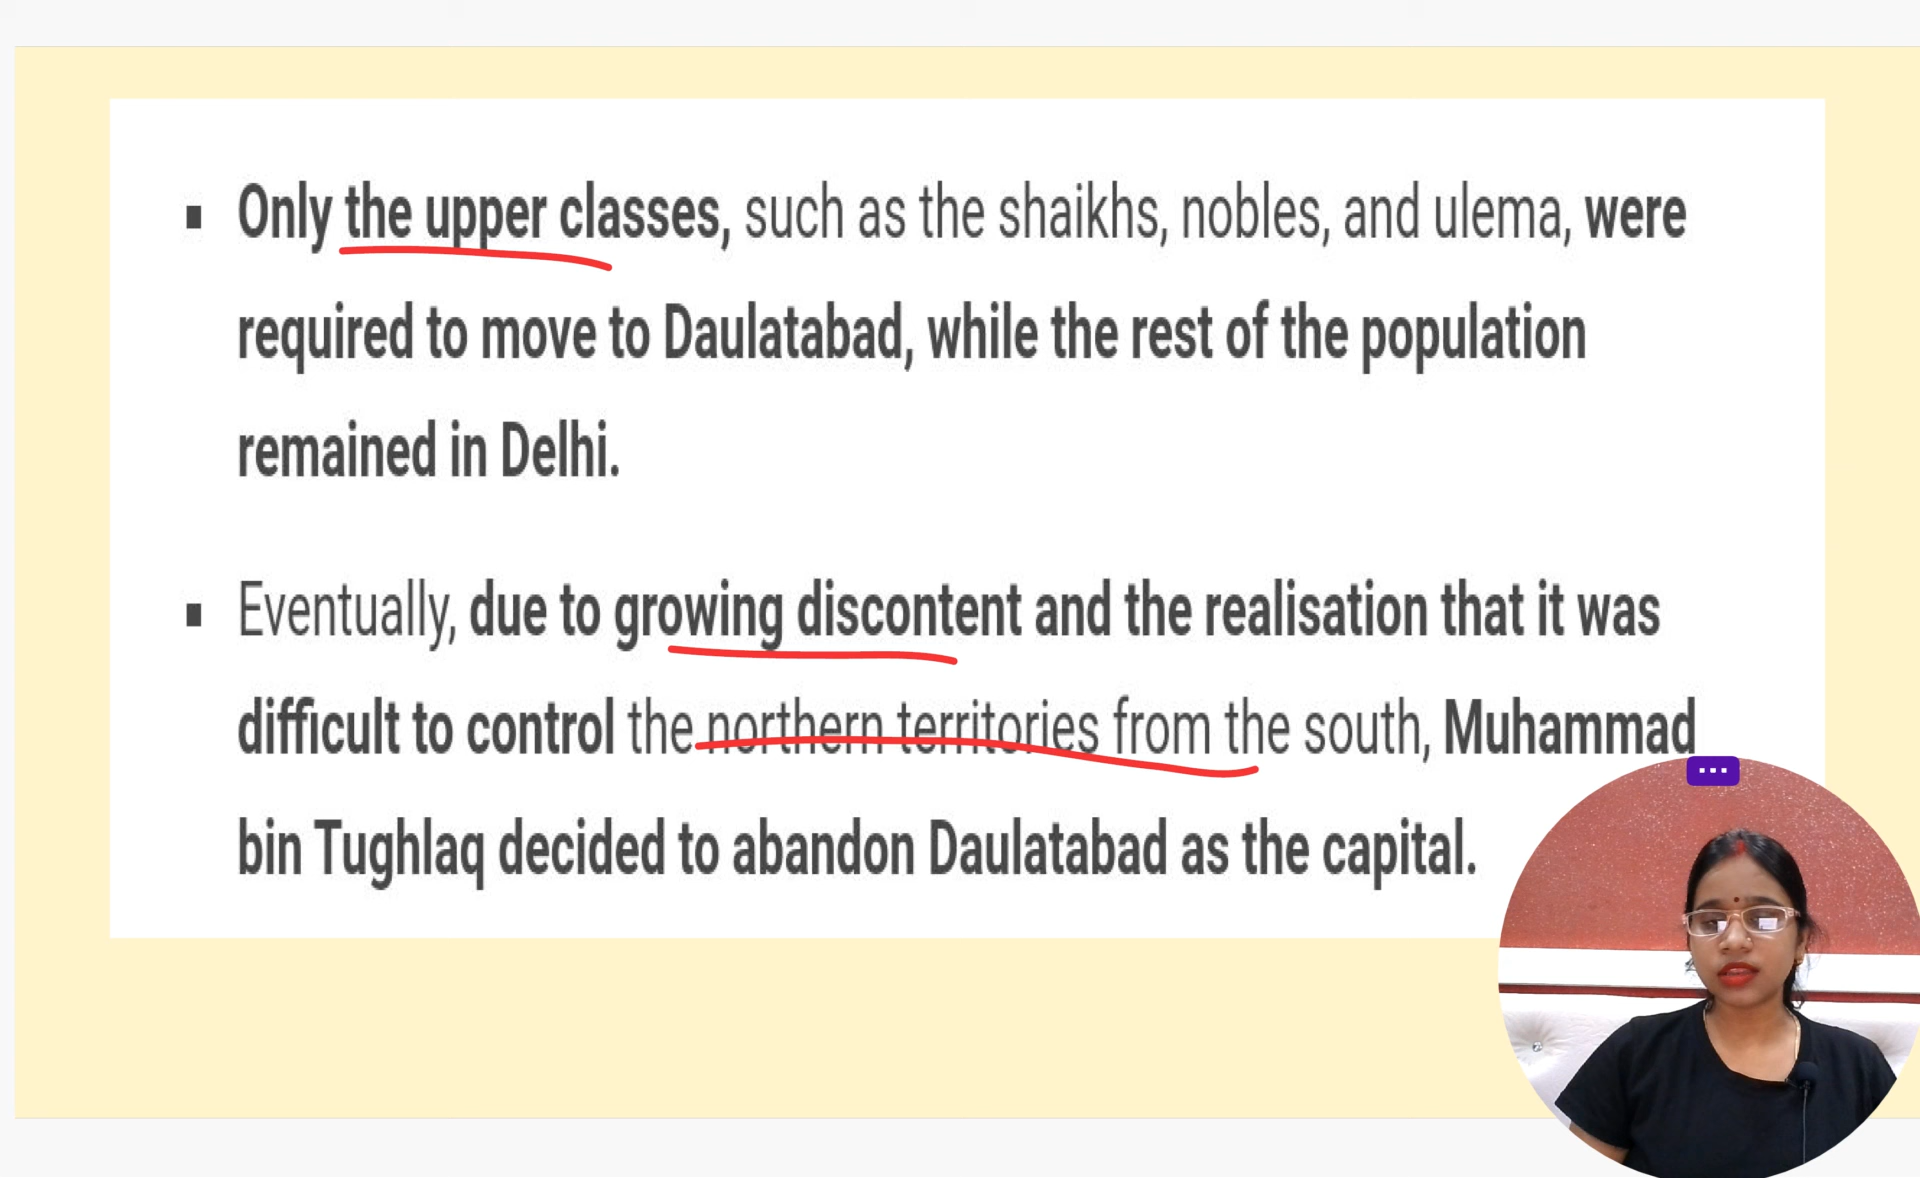 ▪ Only the upper classes, such as the shaikhs, nobles, and ulema, were
required to move to Daulatabad, while the rest of the population
remained in Delhi.
▪ Eventually, due to growing discontent and the realisation that it was
difficult to control the northern territories from the south, Muhammad
bin Tughlaq decided to abandon Daulatabad as the capital.